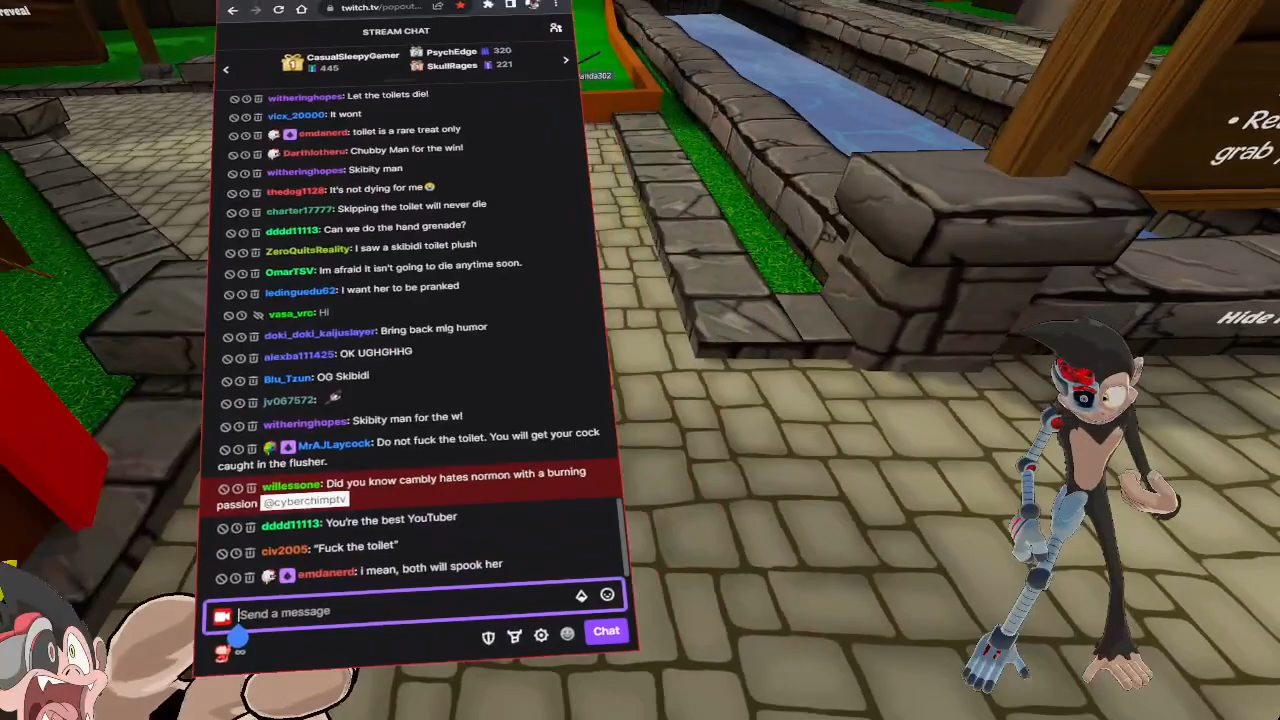 reveal
twitch.tv/popout...
STREAM CHAT
CasualSleepyGamer
445
PsychEdge 320
SkullRages 221
witheringhopes: Let the toilets die!
vicx_20000: It wont
emdanerd: toilet is a rare treat only
Darthlotheru: Chubby Man for the win!
witheringhopes: Skibity man
thedog1128: It's not dying for me😭
charter17777: Skipping the toilet will never die
dddd11113: Can we do the hand grenade?
ZeroQuitsReality: I saw a skibidi toilet plush
OmarTSV: Im afraid it isn't going to die anytime soon.
ledinguedu62: I want her to be pranked
vasa_vrc: Hi
doki_doki_kaijuslayer: Bring back mlg humor
alexba111425: OK UGHGHHG
Blu_Tzun: OG Skibidi
jv067572:
witheringhopes: Skibity man for the w!
MrAJLaycock: Do not fuck the toilet. You will get your cock
caught in the flusher.
willessone: Did you know cambly hates normon with a burning
passion @cyberchimptv
dddd11113: You're the best YouTuber
civ2005: "Fuck the toilet"
emdanerd: i mean, both will spook her
Send a message
Chat
anda302
• Re
grab
Hide